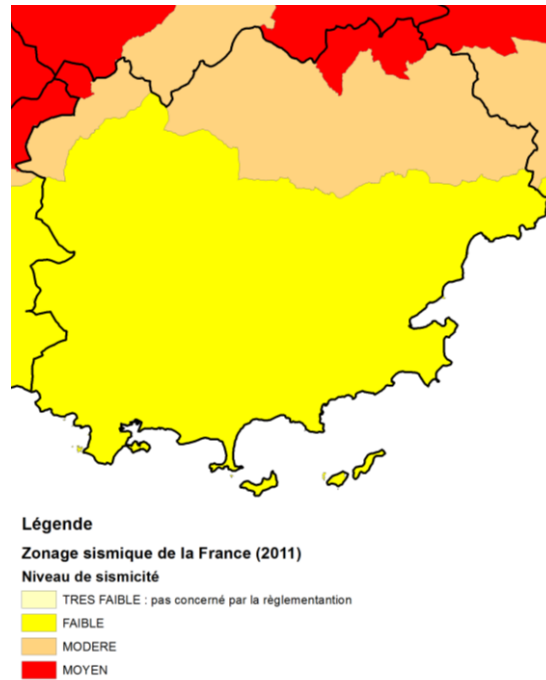 Légende
Zonage sismique de la France (2011)
Niveau de sismicité
TRES FAIBLE : pas concerné par la règlementantion
FAIBLE
MODERE
MOYEN